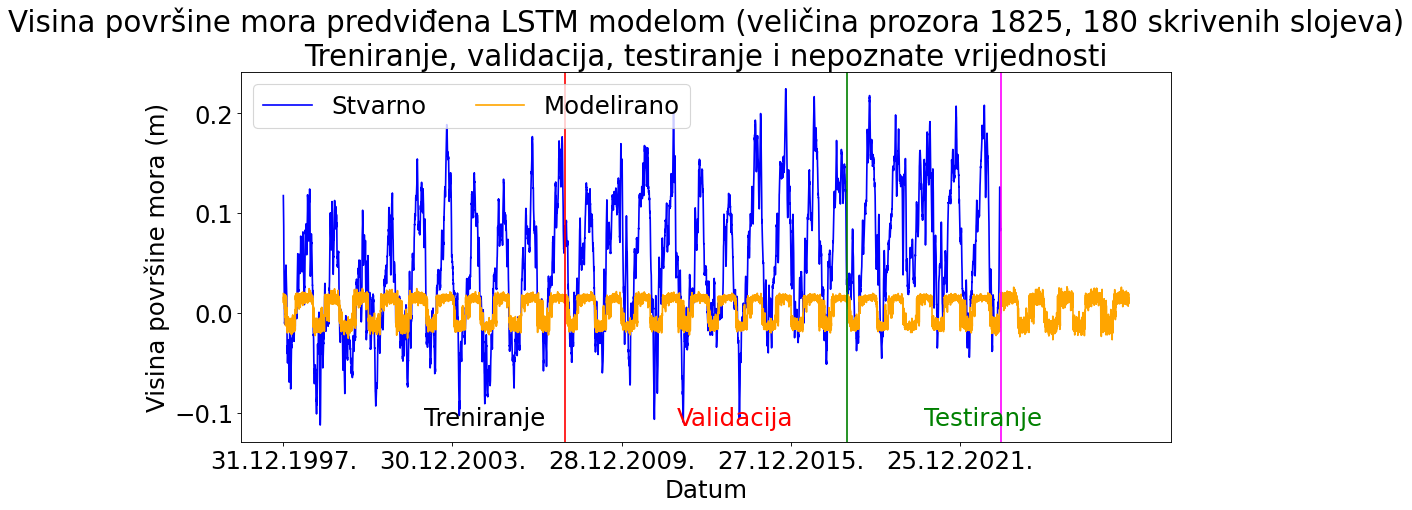 Visina površine mora predviđena LSTM modelom (veličina prozora 1825, 180 skrivenih slojeva)
Treniranje, validacija, testiranje i nepoznate vrijednosti
Stvarno
Modelirano
Visina površine mora (m)
0.2
0.1
0.0
−0.1
Treniranje
Validacija
Testiranje
31.12.1997.
30.12.2003.
28.12.2009.
27.12.2015.
25.12.2021.
Datum